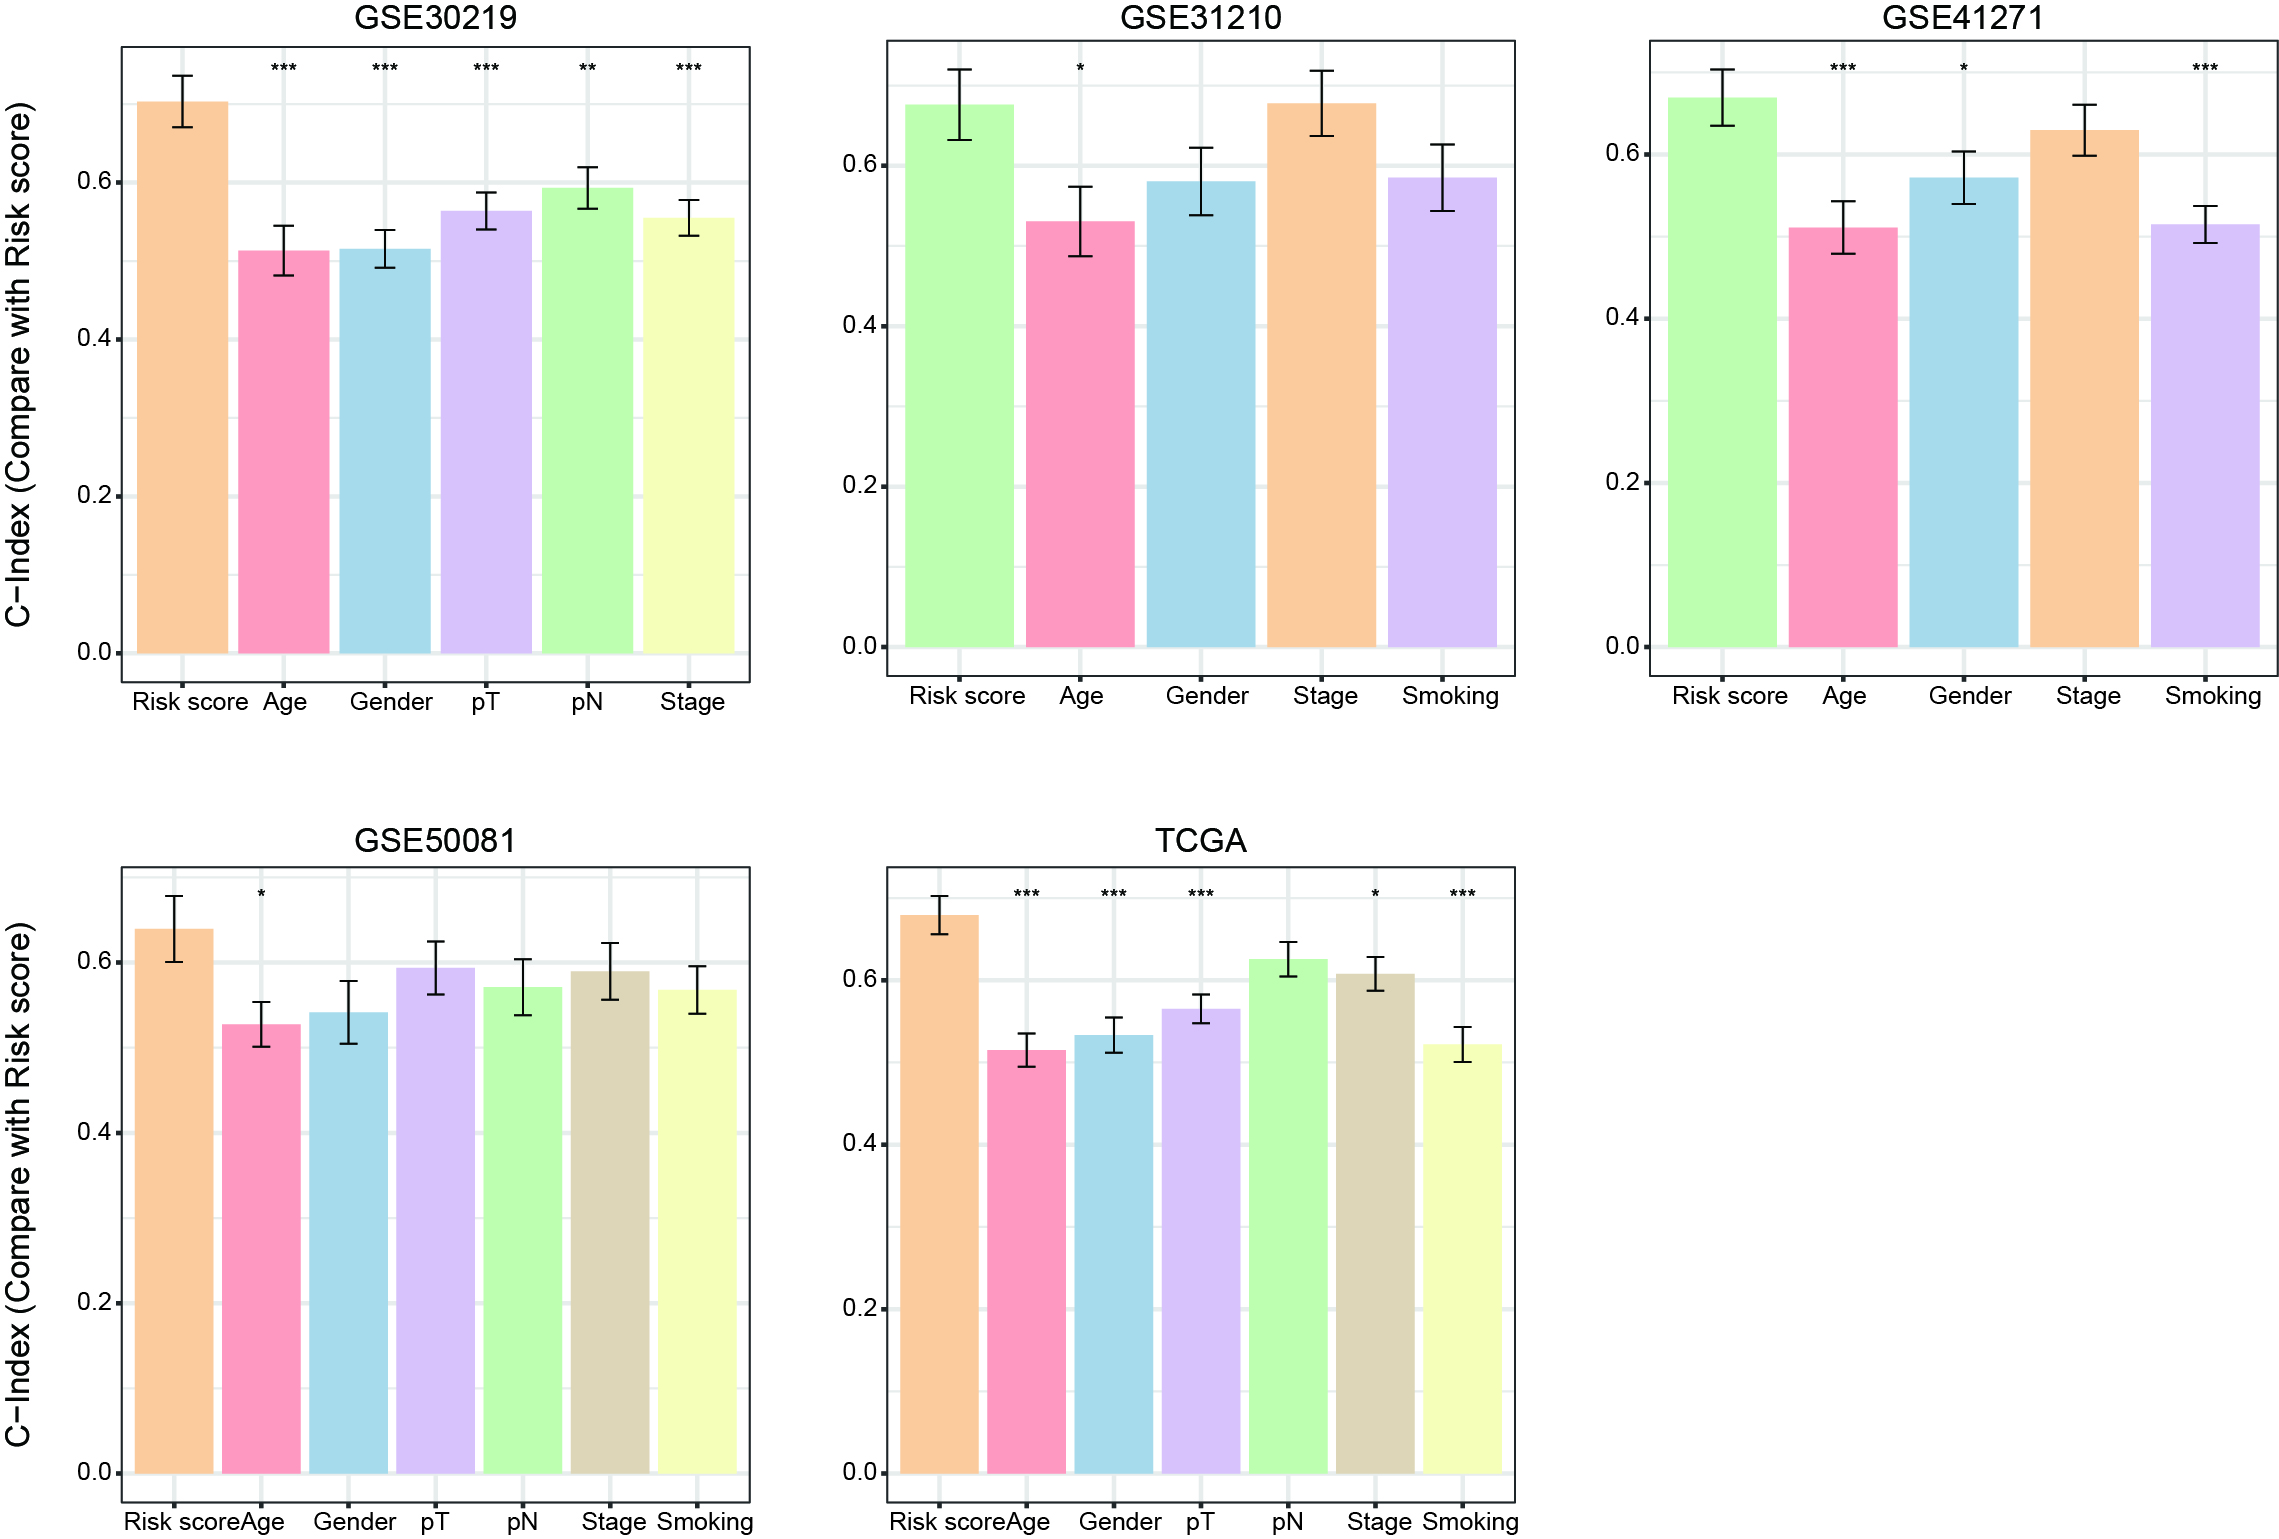 GSE30219
GSE31210
GSE41271
C-Index (Compare with Risk score)
*** *** *** ** ***
0.6
0.4
0.2
0.0
Risk score Age Gender pT pN Stage
*
0.6
0.4
0.2
0.0
Risk score Age Gender Stage Smoking
*** * ***
0.6
0.4
0.2
0.0
Risk score Age Gender Stage Smoking
GSE50081
TCGA
C-Index (Compare with Risk score)
*
0.6
0.4
0.2
0.0
Risk score Age Gender pT pN Stage Smoking
*** *** *** * ***
0.6
0.4
0.2
0.0
Risk score Age Gender pT pN Stage Smoking